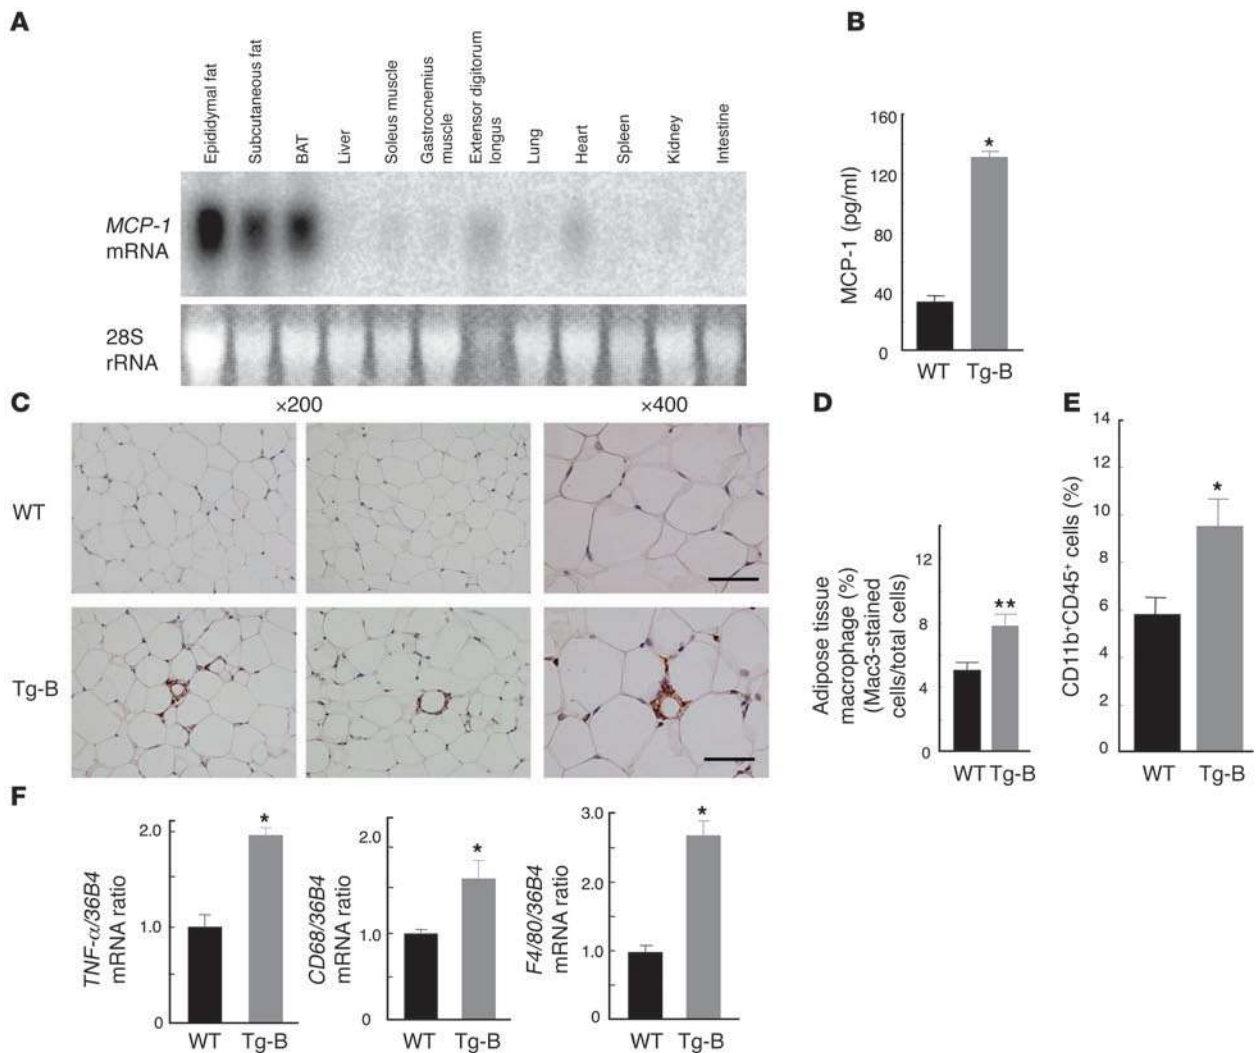 A
Epididymal fat
Subcutaneous fat
BAT
Liver
Soleus muscle
Gastrocnemius
muscle
Extensor digitorum
longus
Lung
Heart
Spleen
Kidney
Intestine
MCP-1
mRNA
28S
rRNA
B
MCP-1 (pg/ml)
160
120
80
40
0
*
WT
Tg-B
C
×200
×400
WT
Tg-B
D
Adipose tissue
macrophage (%)
(Mac3-stained
cells/total cells)
12
8
4
0
**
WT
Tg-B
E
CD11b⁺CD45⁺ cells (%)
14
12
10
8
6
4
2
0
*
WT
Tg-B
F
TNF-α/36B4
mRNA ratio
2.0
1.0
0
*
WT
Tg-B
CD68/36B4
mRNA ratio
2.0
1.0
0
*
WT
Tg-B
F4/80/36B4
mRNA ratio
3.0
2.0
1.0
0
*
WT
Tg-B